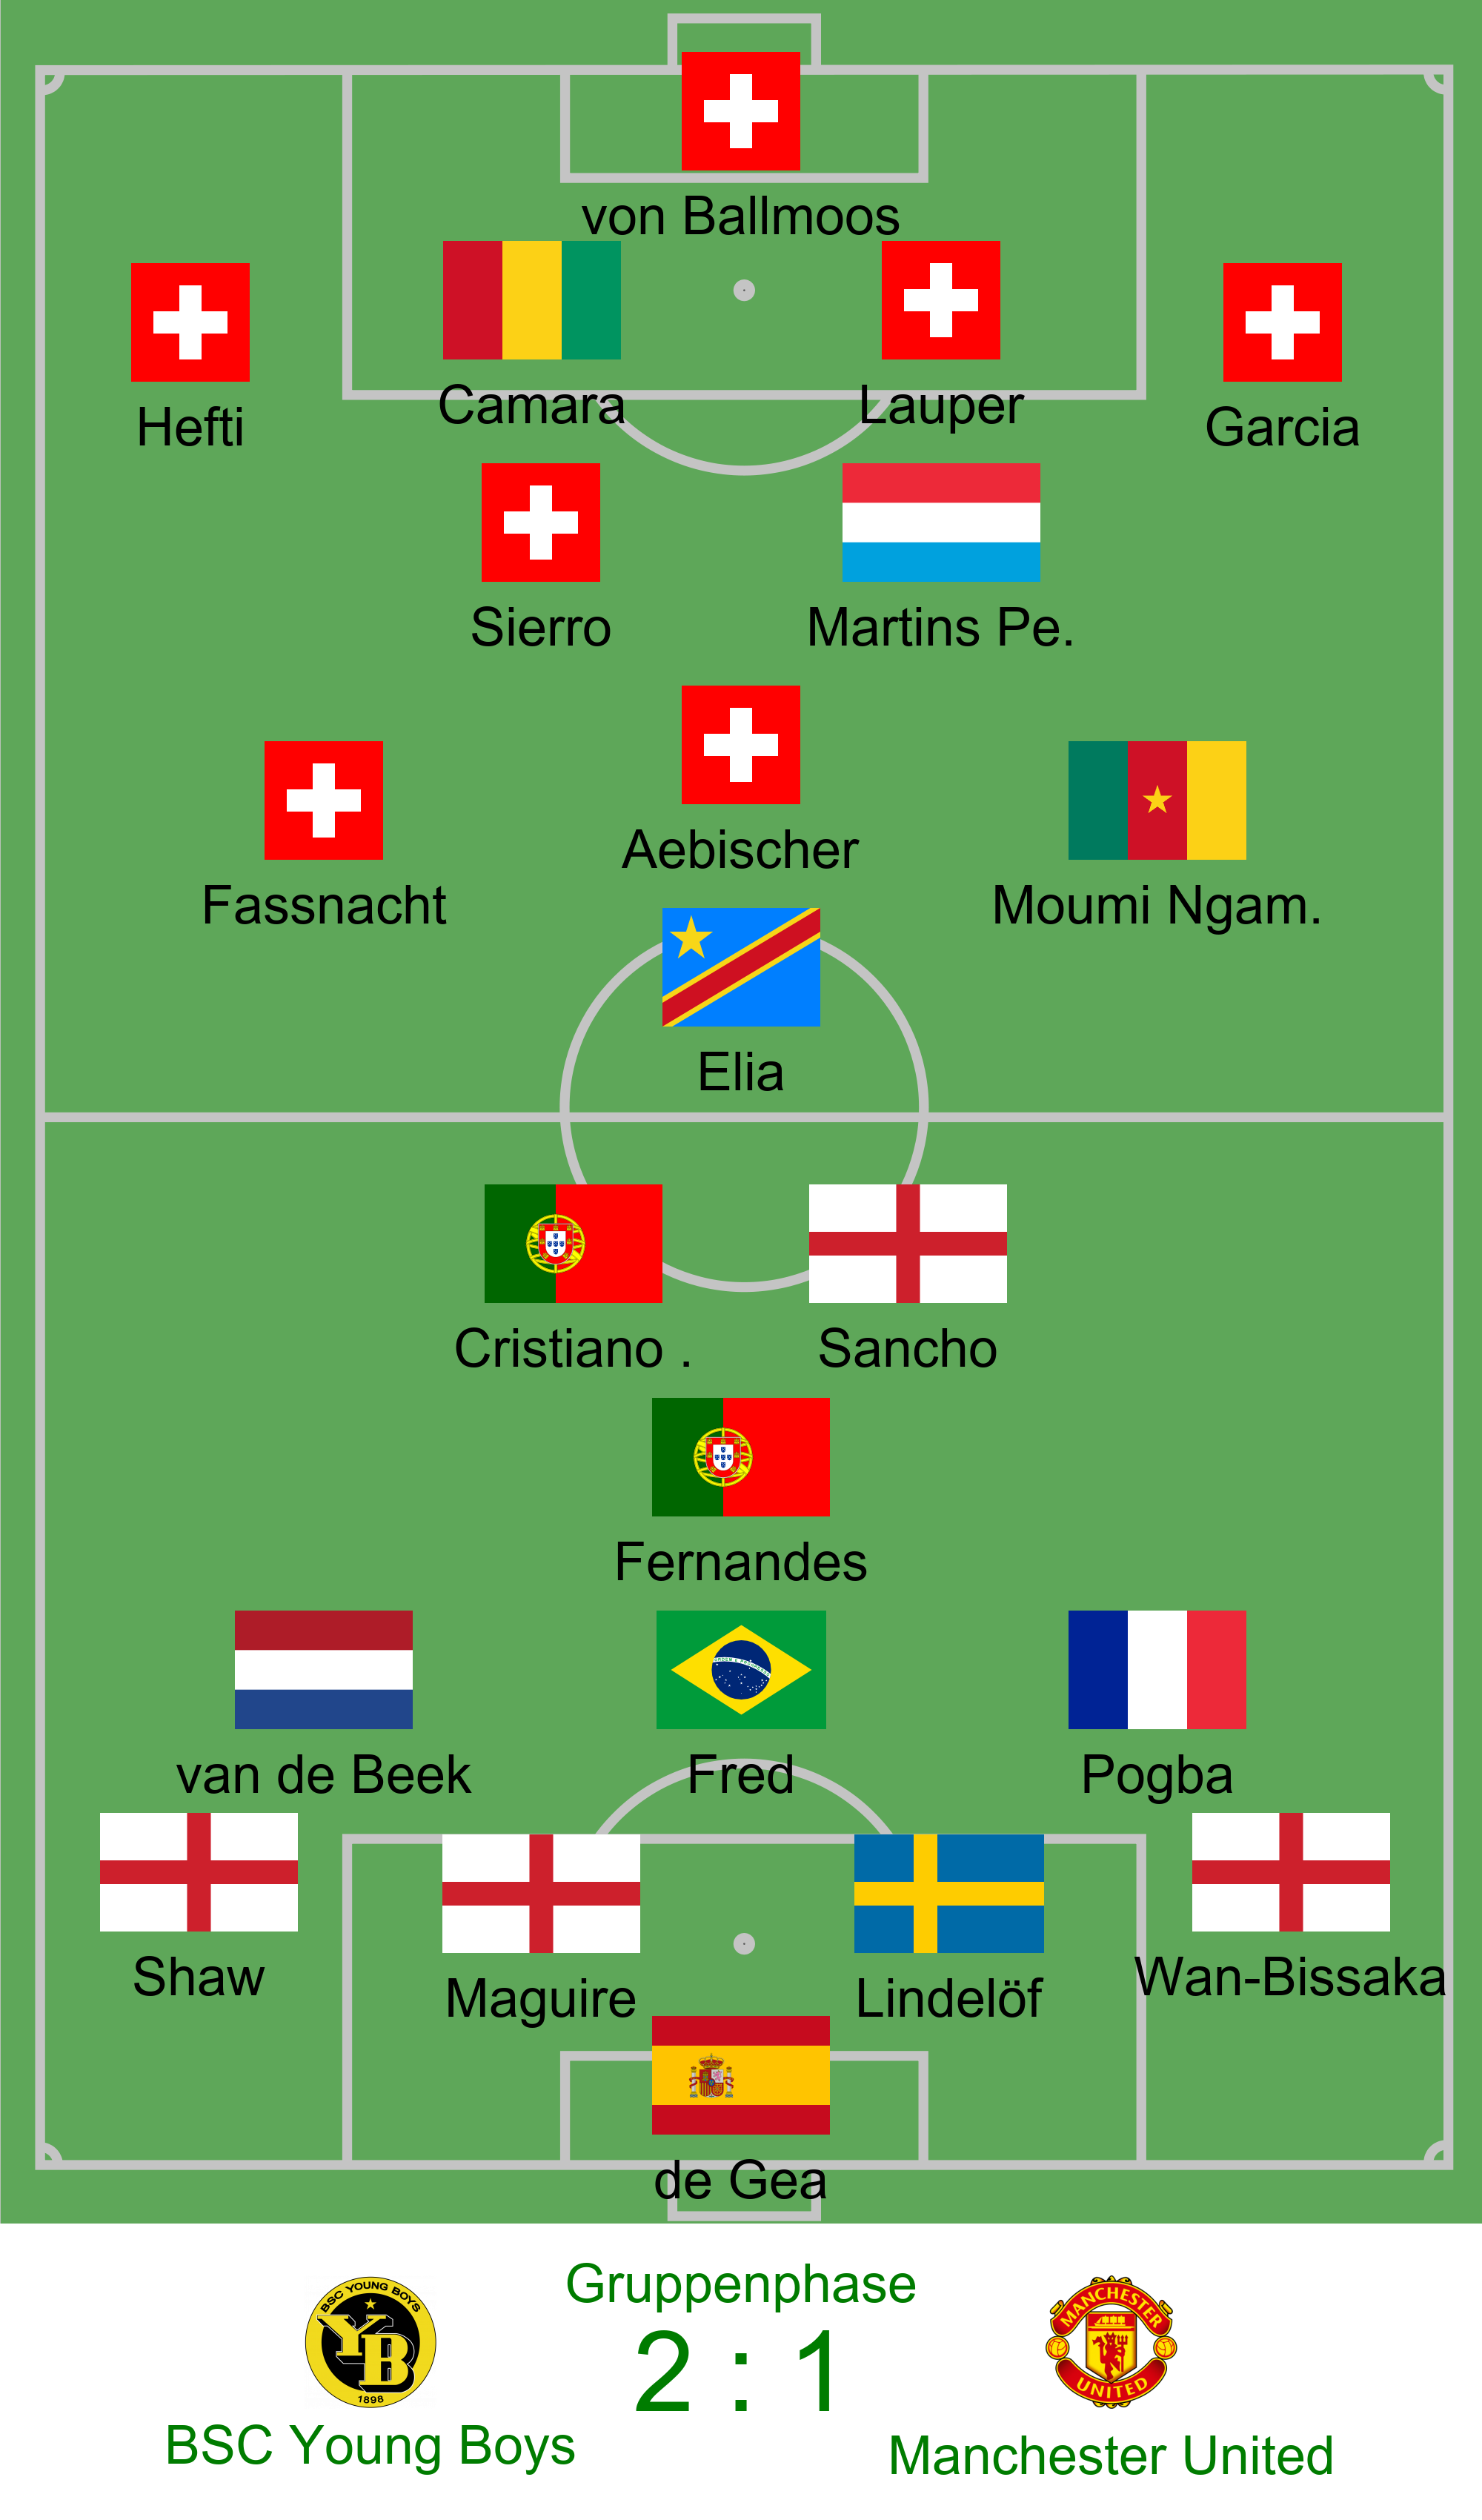 von Ballmoos
Hefti
Camara
Lauper
Garcia
Sierro
Martins Pe.
Fassnacht
Aebischer
Moumi Ngam.
Elia
Cristiano .
Sancho
Fernandes
van de Beek
Fred
Pogba
Shaw
Maguire
Lindelöf
Wan-Bissaka
de Gea
Gruppenphase
2 : 1
BSC YOUNG BOYS
YB
1898
BSC Young Boys
MANCHESTER
UNITED
Manchester United